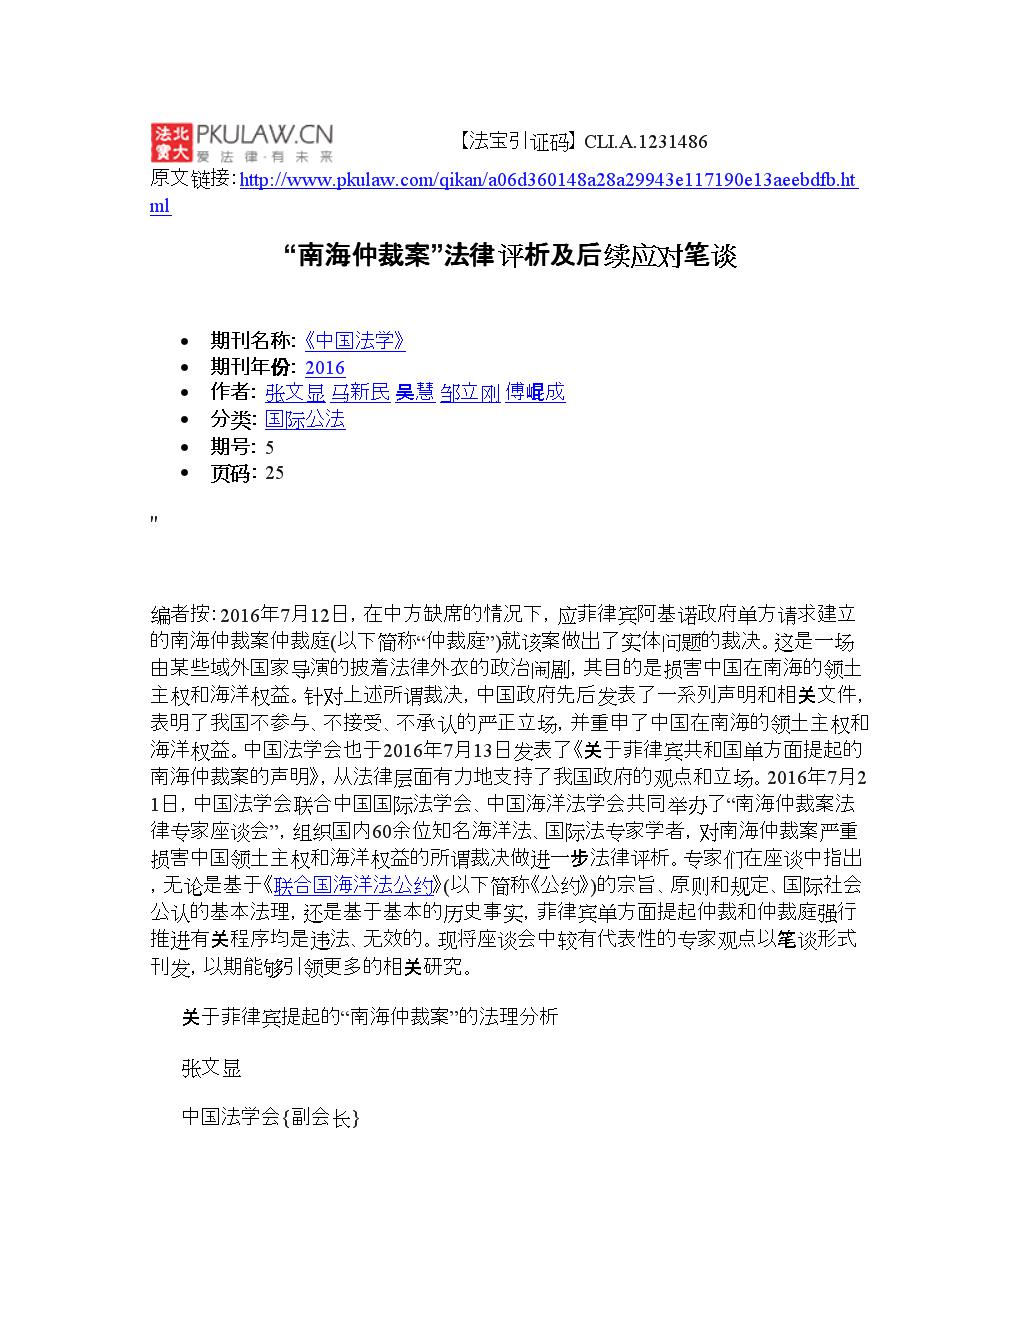 法北
寶大 PKULAW.CN
爱法律·有未来
【法宝引证码】 CLI.A.1231486
原文链接：http://www.pkulaw.com/qikan/a06d360148a28a29943e117190e13aeebdfb.ht
ml
“南海仲裁案”法律评析及后续应对笔谈
• 期刊名称：《中国法学》
• 期刊年份：2016
• 作者：张文显 马新民 吴慧 邹立刚 傅崐成
• 分类：国际公法
• 期号：5
• 页码：25
"
编者按：2016年7月12日，在中方缺席的情况下，应菲律宾阿基诺政府单方请求建立
的南海仲裁案仲裁庭(以下简称“仲裁庭”)就该案做出了实体问题的裁决。这是一场
由某些域外国家导演的披着法律外衣的政治闹剧，其目的是损害中国在南海的领土
主权和海洋权益。针对上述所谓裁决，中国政府先后发表了一系列声明和相关文件，
表明了我国不参与、不接受、不承认的严正立场，并重申了中国在南海的领土主权和
海洋权益。中国法学会也于2016年7月13日发表了《关于菲律宾共和国单方面提起的
南海仲裁案的声明》，从法律层面有力地支持了我国政府的观点和立场。2016年7月2
1日，中国法学会联合中国国际法学会、中国海洋法学会共同举办了“南海仲裁案法
律专家座谈会”，组织国内60余位知名海洋法、国际法专家学者，对南海仲裁案严重
损害中国领土主权和海洋权益的所谓裁决做进一步法律评析。专家们在座谈中指出
，无论是基于《联合国海洋法公约》(以下简称《公约》)的宗旨、原则和规定、国际社会
公认的基本法理，还是基于基本的历史事实，菲律宾单方面提起仲裁和仲裁庭强行
推进有关程序均是违法、无效的。现将座谈会中较有代表性的专家观点以笔谈形式
刊发，以期能够引领更多的相关研究。
关于菲律宾提起的“南海仲裁案”的法理分析
张文显
中国法学会{副会长}